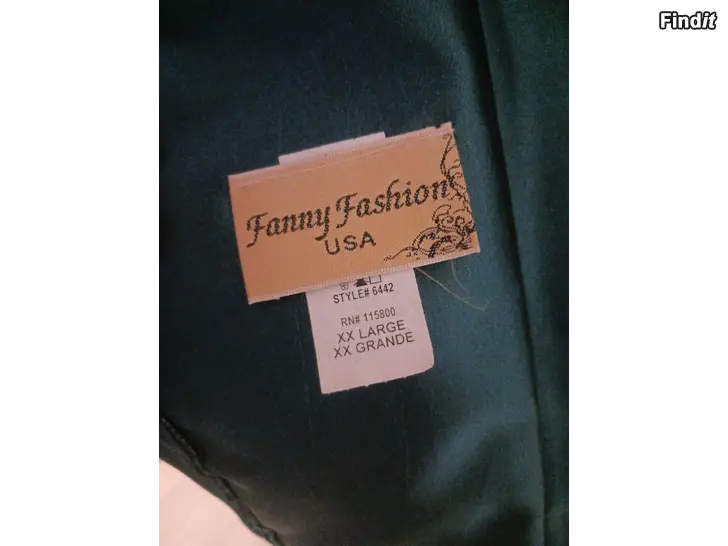 Findit
Fanny Fashion
USA
STYLE# 6442
RN# 115800
XX LARGE
XX GRANDE